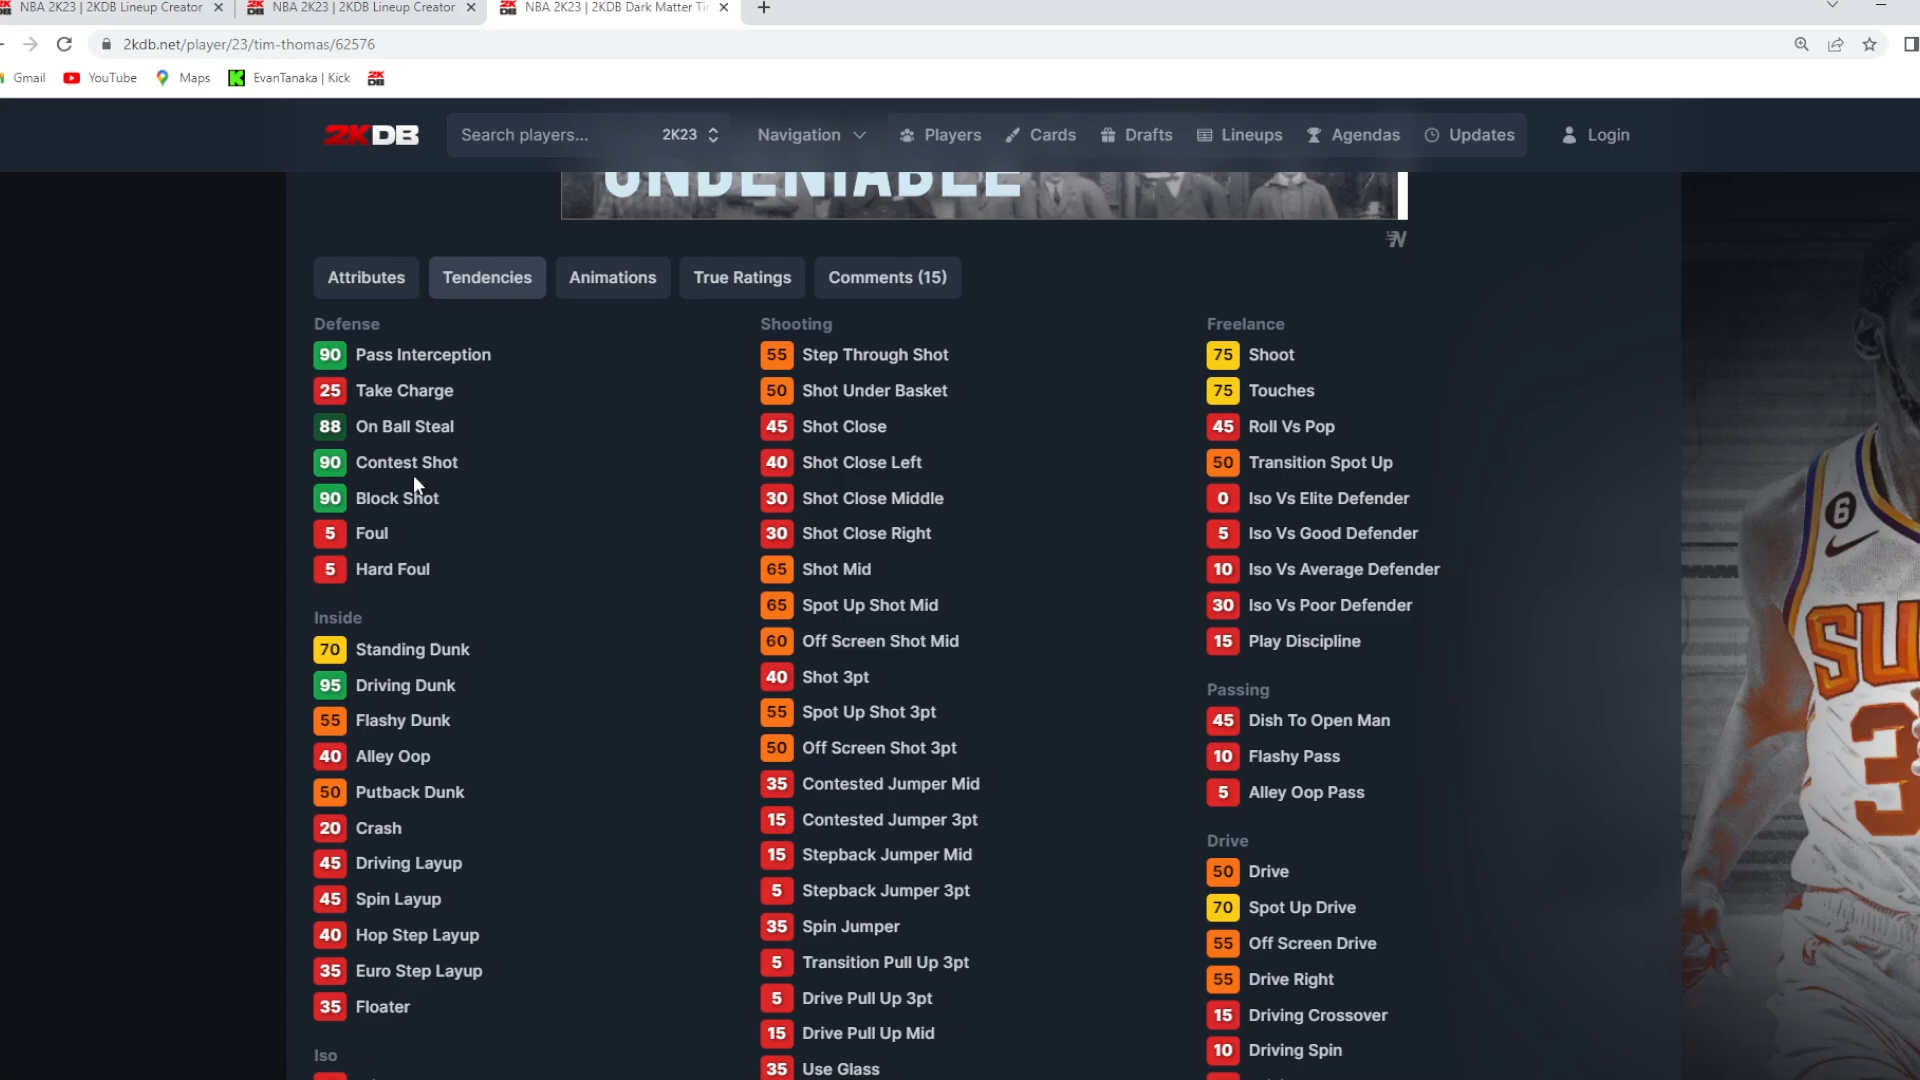 NBA 2K23 | 2KDB Lineup Creator
NBA 2K23 | 2KDB Lineup Creator
NBA 2K23 | 2KDB Dark Matter Ti
2kdb.net/player/23/tim-thomas/62576
Gmail
YouTube
Maps
EvanTanaka | Kick
2KDB
Search players...
2K23
Navigation
Players
Cards
Drafts
Lineups
Agendas
Updates
Login
UNDENIABLE
Attributes
Tendencies
Animations
True Ratings
Comments (15)
Defense
90 Pass Interception
25 Take Charge
88 On Ball Steal
90 Contest Shot
90 Block Shot
5 Foul
5 Hard Foul
Inside
70 Standing Dunk
95 Driving Dunk
55 Flashy Dunk
40 Alley Oop
50 Putback Dunk
20 Crash
45 Driving Layup
45 Spin Layup
40 Hop Step Layup
35 Euro Step Layup
35 Floater
Iso
Shooting
55 Step Through Shot
50 Shot Under Basket
45 Shot Close
40 Shot Close Left
30 Shot Close Middle
30 Shot Close Right
65 Shot Mid
65 Spot Up Shot Mid
60 Off Screen Shot Mid
40 Shot 3pt
55 Spot Up Shot 3pt
50 Off Screen Shot 3pt
35 Contested Jumper Mid
15 Contested Jumper 3pt
15 Stepback Jumper Mid
5 Stepback Jumper 3pt
35 Spin Jumper
5 Transition Pull Up 3pt
5 Drive Pull Up 3pt
15 Drive Pull Up Mid
35 Use Glass
Freelance
75 Shoot
75 Touches
45 Roll Vs Pop
50 Transition Spot Up
0 Iso Vs Elite Defender
5 Iso Vs Good Defender
10 Iso Vs Average Defender
30 Iso Vs Poor Defender
15 Play Discipline
Passing
45 Dish To Open Man
10 Flashy Pass
5 Alley Oop Pass
Drive
50 Drive
70 Spot Up Drive
55 Off Screen Drive
55 Drive Right
15 Driving Crossover
10 Driving Spin
6
SU
3